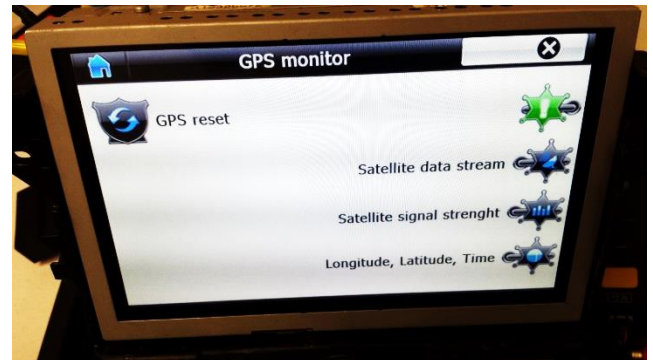 GPS monitor
GPS reset
Satellite data stream
Satellite signal strenght
Longitude, Latitude, Time